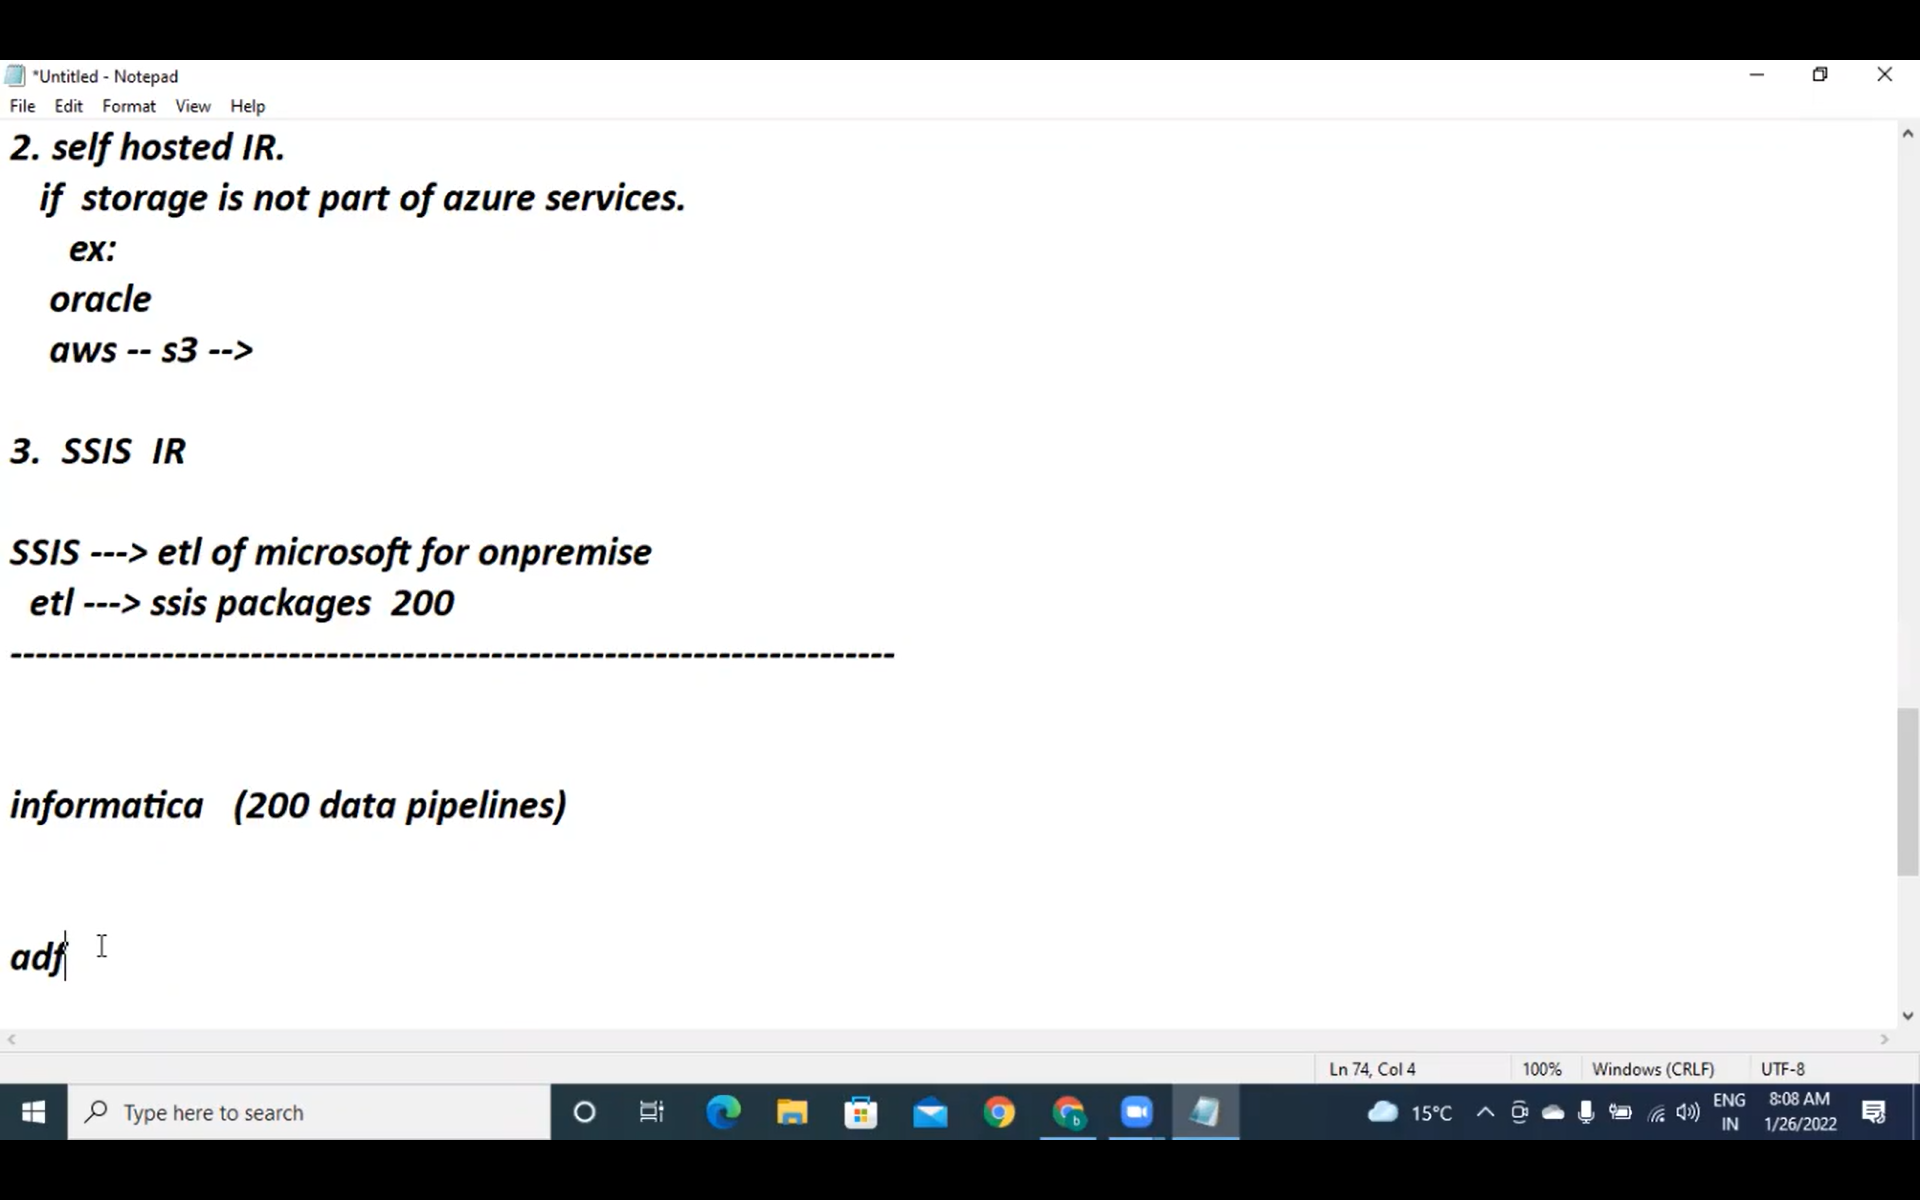 *Untitled - Notepad
File Edit Format View Help
2. self hosted IR.
if storage is not part of azure services.
ex:
oracle
aws -- s3 -->
3. SSIS IR
SSIS ---> etl of microsoft for onpremise
etl ---> ssis packages 200
----------------------------------------------------------------------
informatica (200 data pipelines)
adf
Ln 74, Col 4 100% Windows (CRLF) UTF-8
Type here to search
15°C
ENG
IN
8:08 AM
1/26/2022